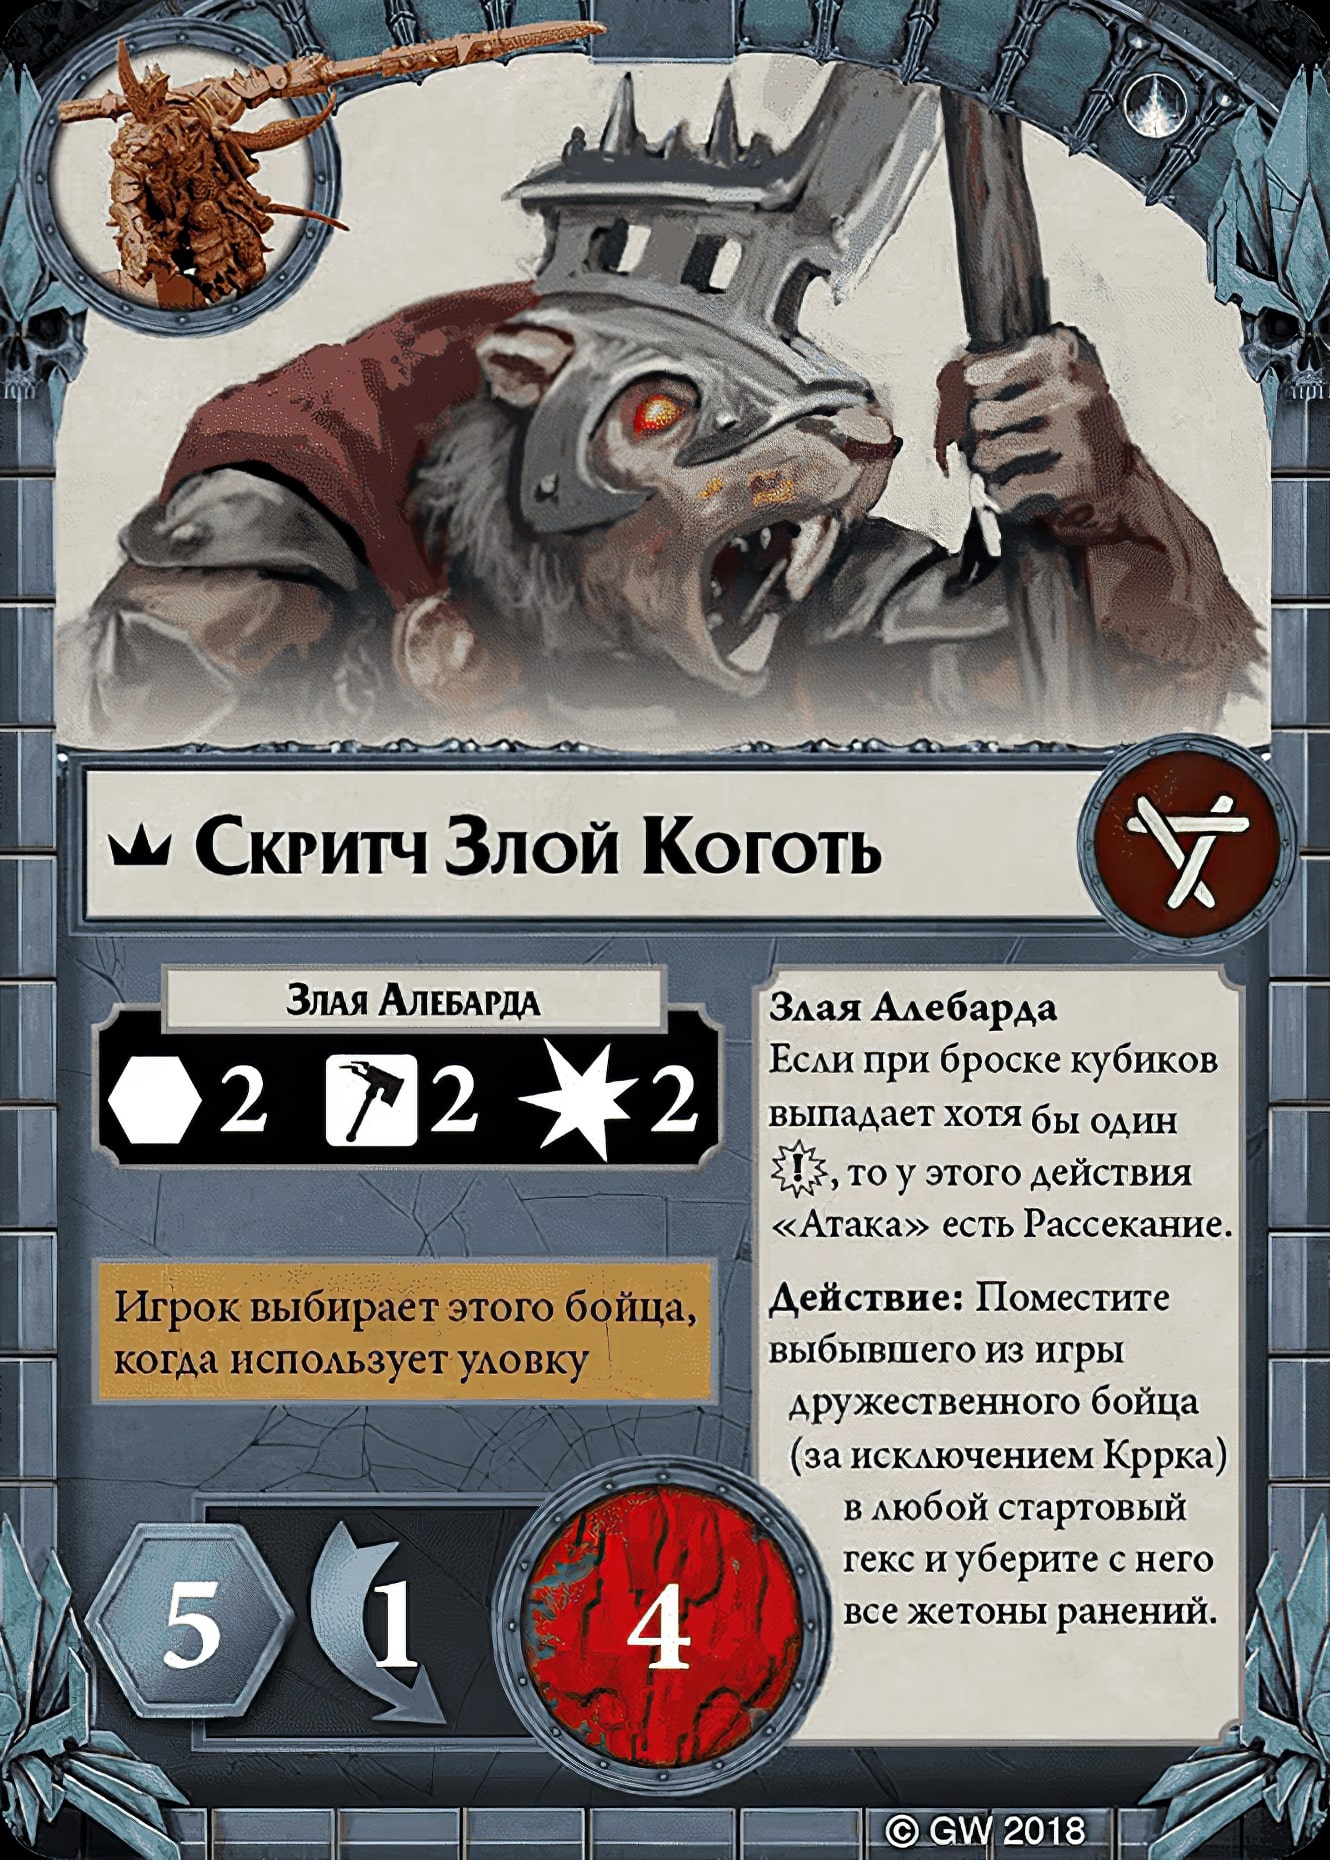 Скритч Злой Коготь
Злая Алебарда
2 2 2
Игрок выбирает этого бойца,
когда использует уловку
5 1 4
Злая Алебарда
Если при броске кубиков
выпадает хотя бы один
, то у этого действия
«Атака» есть Рассекание.
Действие: Поместите
выбывшего из игры
дружественного бойца
(за исключением Кррка)
в любой стартовый
гекс и уберите с него
все жетоны ранений.
© GW 2018